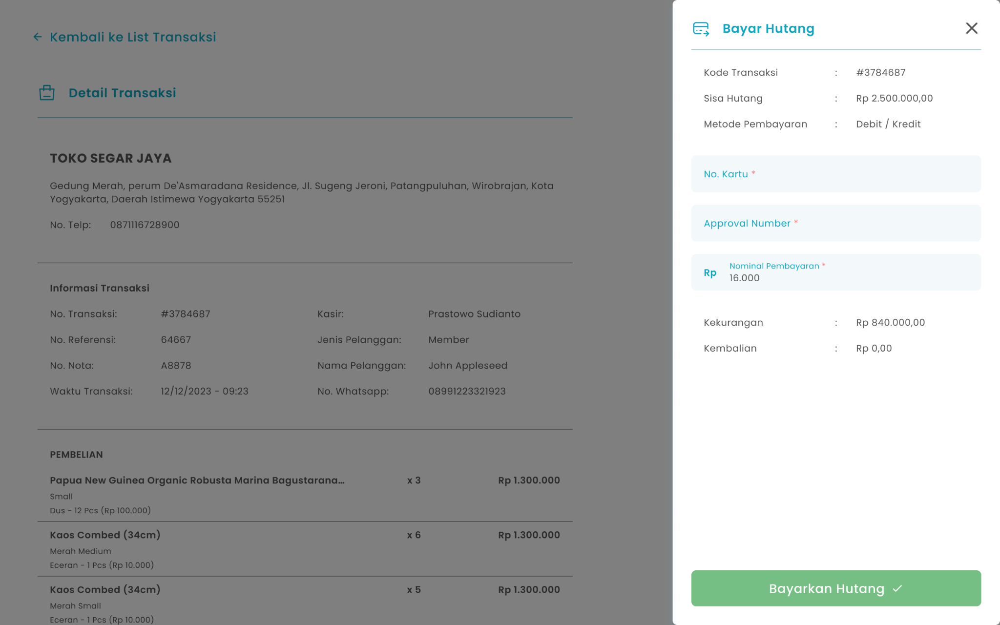 Kembali ke List Transaksi
Detail Transaksi
TOKO SEGAR JAYA
Gedung Merah, perum De'Asmaradana Residence, Jl. Sugeng Jeroni, Patangpuluhan, Wirobrajan, Kota
Yogyakarta, Daerah Istimewa Yogyakarta 55251
No. Telp: 0871116728900
Informasi Transaksi
No. Transaksi: #3784687 Kasir: Prastowo Sudianto
No. Referensi: 64667 Jenis Pelanggan: Member
No. Nota: A8878 Nama Pelanggan: John Appleseed
Waktu Transaksi: 12/12/2023 - 09:23 No. Whatsapp: 08991223321923
PEMBELIAN
Papua New Guinea Organic Robusta Marina Bagustarana... x 3 Rp 1.300.000
Small
Dus - 12 Pcs (Rp 100.000)
Kaos Combed (34cm) x 6 Rp 1.300.000
Merah Medium
Eceran - 1 Pcs (Rp 10.000)
Kaos Combed (34cm) x 5 Rp 1.300.000
Merah Small
Eceran - 1 Pcs (Rp 10.000)
Bayar Hutang
Kode Transaksi : #3784687
Sisa Hutang : Rp 2.500.000,00
Metode Pembayaran : Debit / Kredit
No. Kartu *
Approval Number *
Nominal Pembayaran *
Rp 16.000
Kekurangan : Rp 840.000,00
Kembalian : Rp 0,00
Bayarkan Hutang